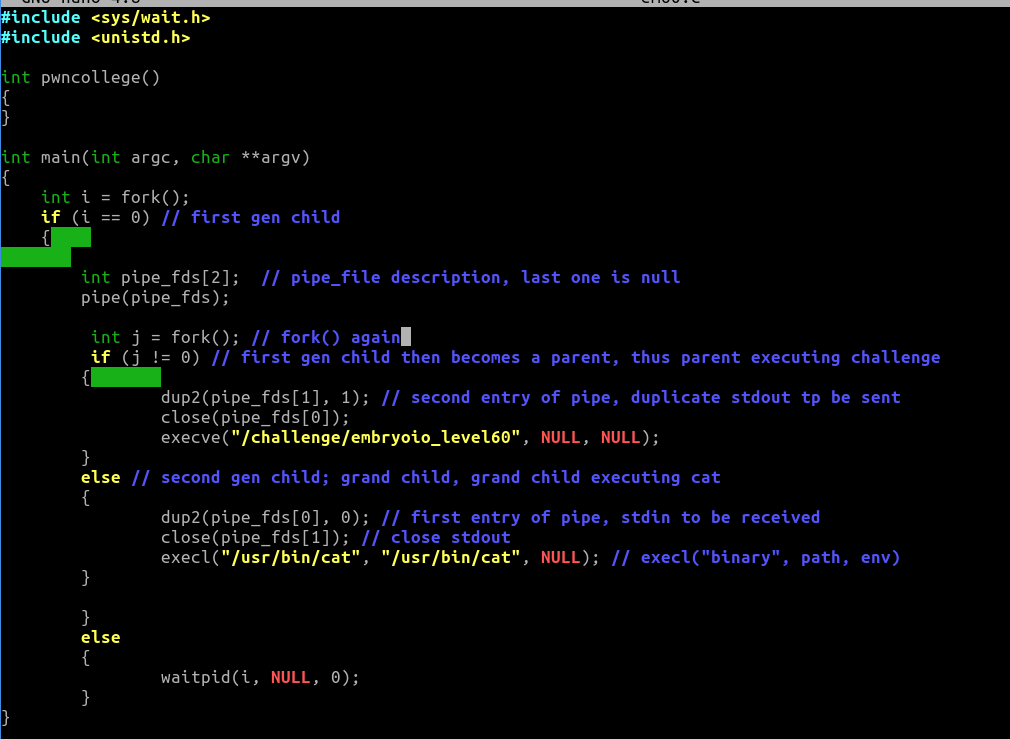 #include <sys/wait.h>
#include <unistd.h>
int pwncollege()
{
}
int main(int argc, char **argv)
{
int i = fork();
if (i == 0) // first gen child
{
int pipe_fds[2];  // pipe_file description, last one is null
pipe(pipe_fds);
int j = fork(); // fork() again
if (j != 0) // first gen child then becomes a parent, thus parent executing challenge
{
dup2(pipe_fds[1], 1); // second entry of pipe, duplicate stdout tp be sent
close(pipe_fds[0]);
execve("/challenge/embryoio_level60", NULL, NULL);
}
else // second gen child; grand child, grand child executing cat
{
dup2(pipe_fds[0], 0); // first entry of pipe, stdin to be received
close(pipe_fds[1]); // close stdout
execl("/usr/bin/cat", "/usr/bin/cat", NULL); // execl("binary", path, env)
}
}
else
{
waitpid(i, NULL, 0);
}
}